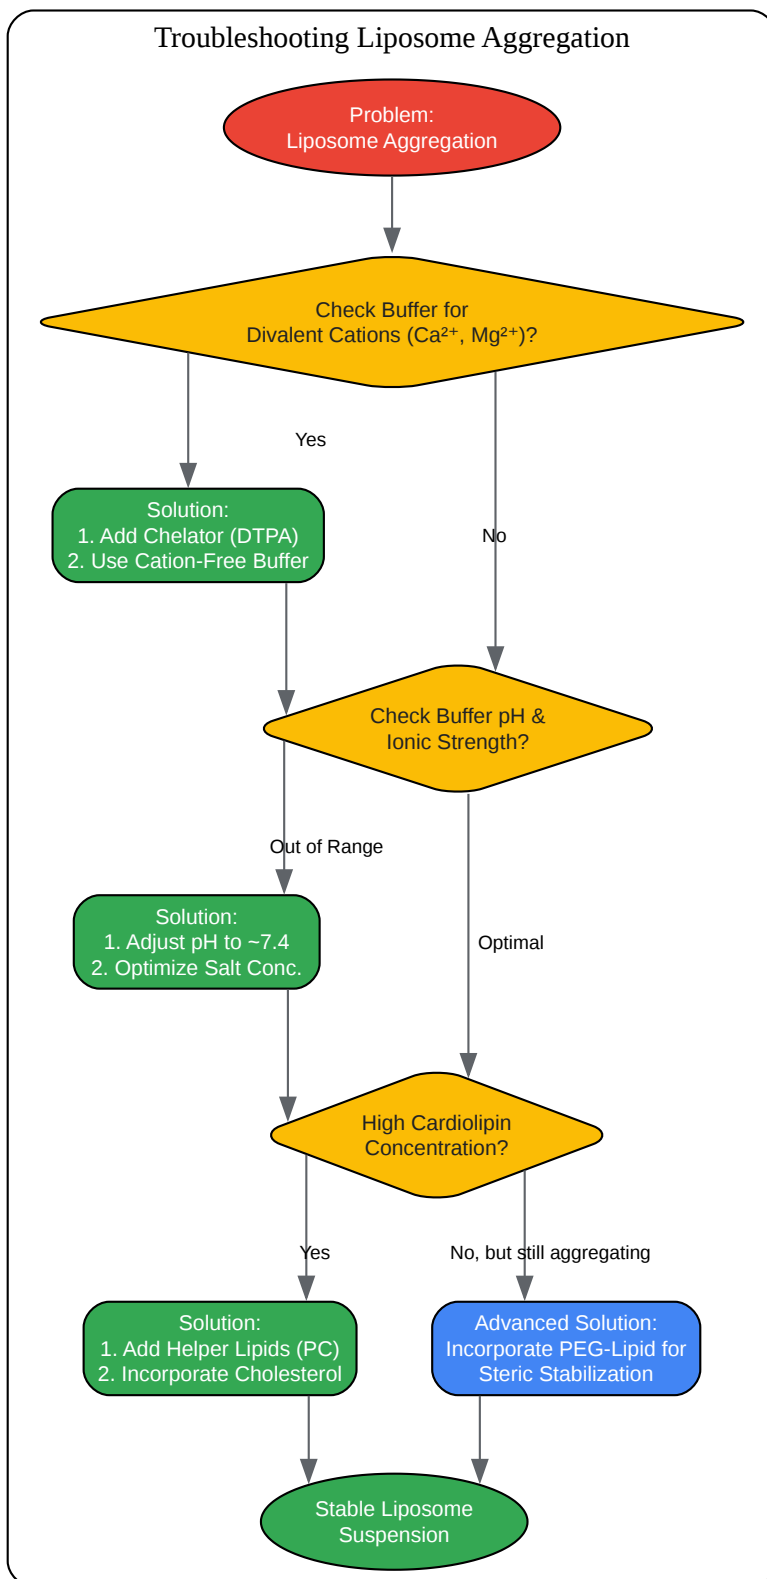 Troubleshooting Liposome Aggregation
Problem:
Liposome Aggregation
Check Buffer for
Divalent Cations (Ca²⁺, Mg²⁺)?
Yes
Solution:
1. Add Chelator (DTPA)
2. Use Cation-Free Buffer
No
Check Buffer pH &
Ionic Strength?
Out of Range
Solution:
1. Adjust pH to ~7.4
2. Optimize Salt Conc.
Optimal
High Cardiolipin
Concentration?
Yes
No, but still aggregating
Solution:
1. Add Helper Lipids (PC)
2. Incorporate Cholesterol
Advanced Solution:
Incorporate PEG-Lipid for
Steric Stabilization
Stable Liposome
Suspension